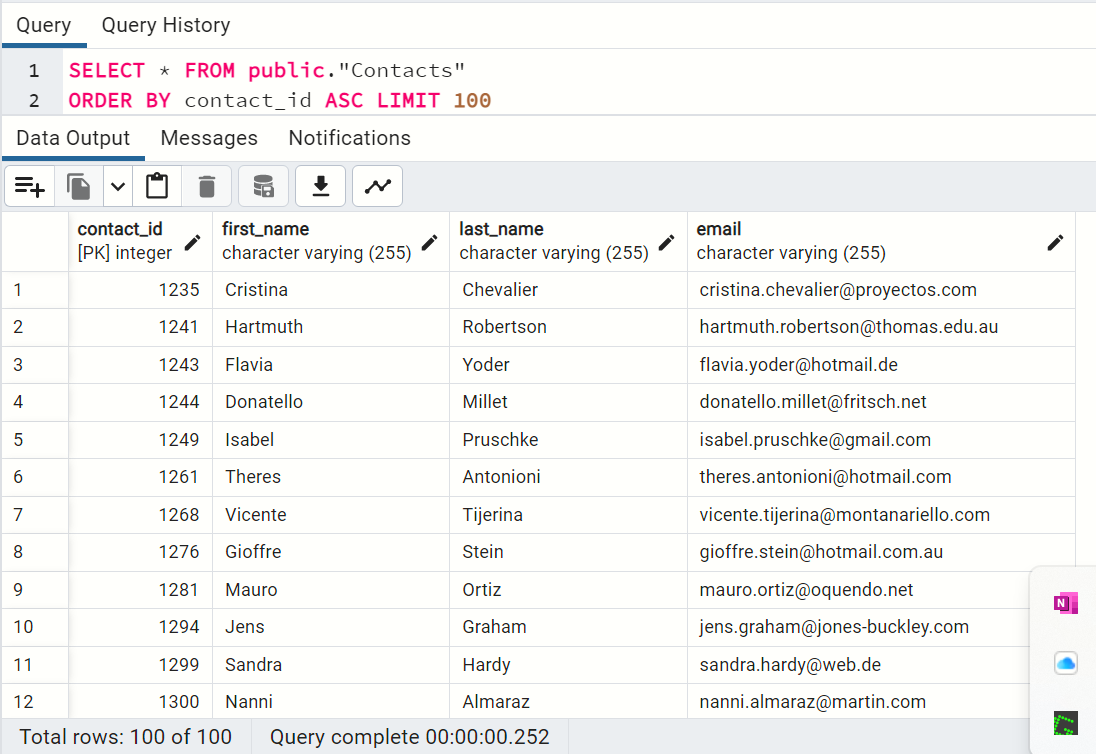 Query Query History
1 SELECT * FROM public."Contacts"
2 ORDER BY contact_id ASC LIMIT 100
Data Output Messages Notifications
contact_id first_name last_name email
[PK] integer character varying (255) character varying (255) character varying (255)
1 1235 Cristina Chevalier cristina.chevalier@proyectos.com
2 1241 Hartmuth Robertson hartmuth.robertson@thomas.edu.au
3 1243 Flavia Yoder flavia.yoder@hotmail.de
4 1244 Donatello Millet donatello.millet@fritsch.net
5 1249 Isabel Pruschke isabel.pruschke@gmail.com
6 1261 Theres Antonioni theres.antonioni@hotmail.com
7 1268 Vicente Tijerina vicente.tijerina@montanariello.com
8 1276 Gioffre Stein gioffre.stein@hotmail.com.au
9 1281 Mauro Ortiz mauro.ortiz@oquendo.net
10 1294 Jens Graham jens.graham@jones-buckley.com
N
11 1299 Sandra Hardy sandra.hardy@web.de
12 1300 Nanni Almaraz nanni.almaraz@martin.com
Total rows: 100 of 100 Query complete 00:00:00.252